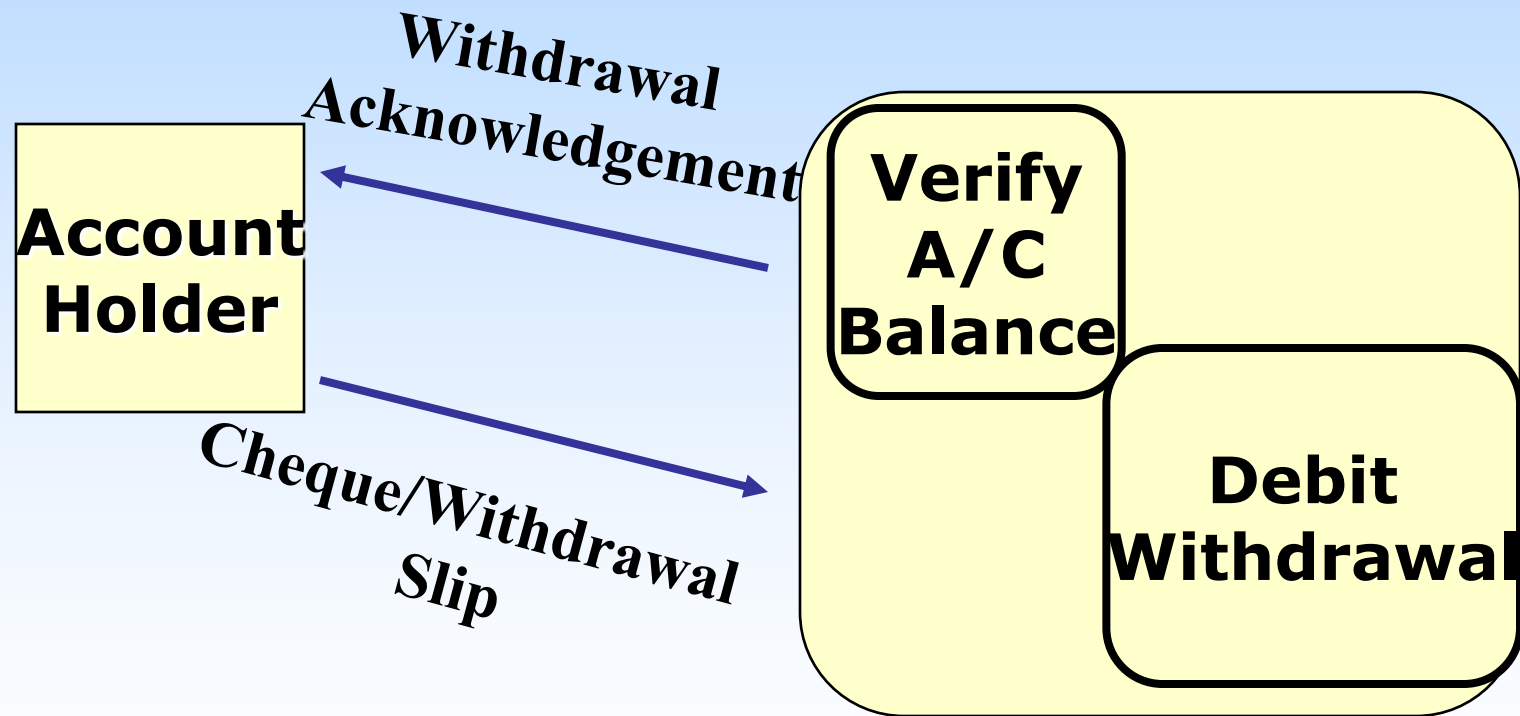 Withdrawal
Acknowledgement
Account
Holder
Verify
A/C
Balance
Cheque/Withdrawal
Slip
Debit
Withdrawal